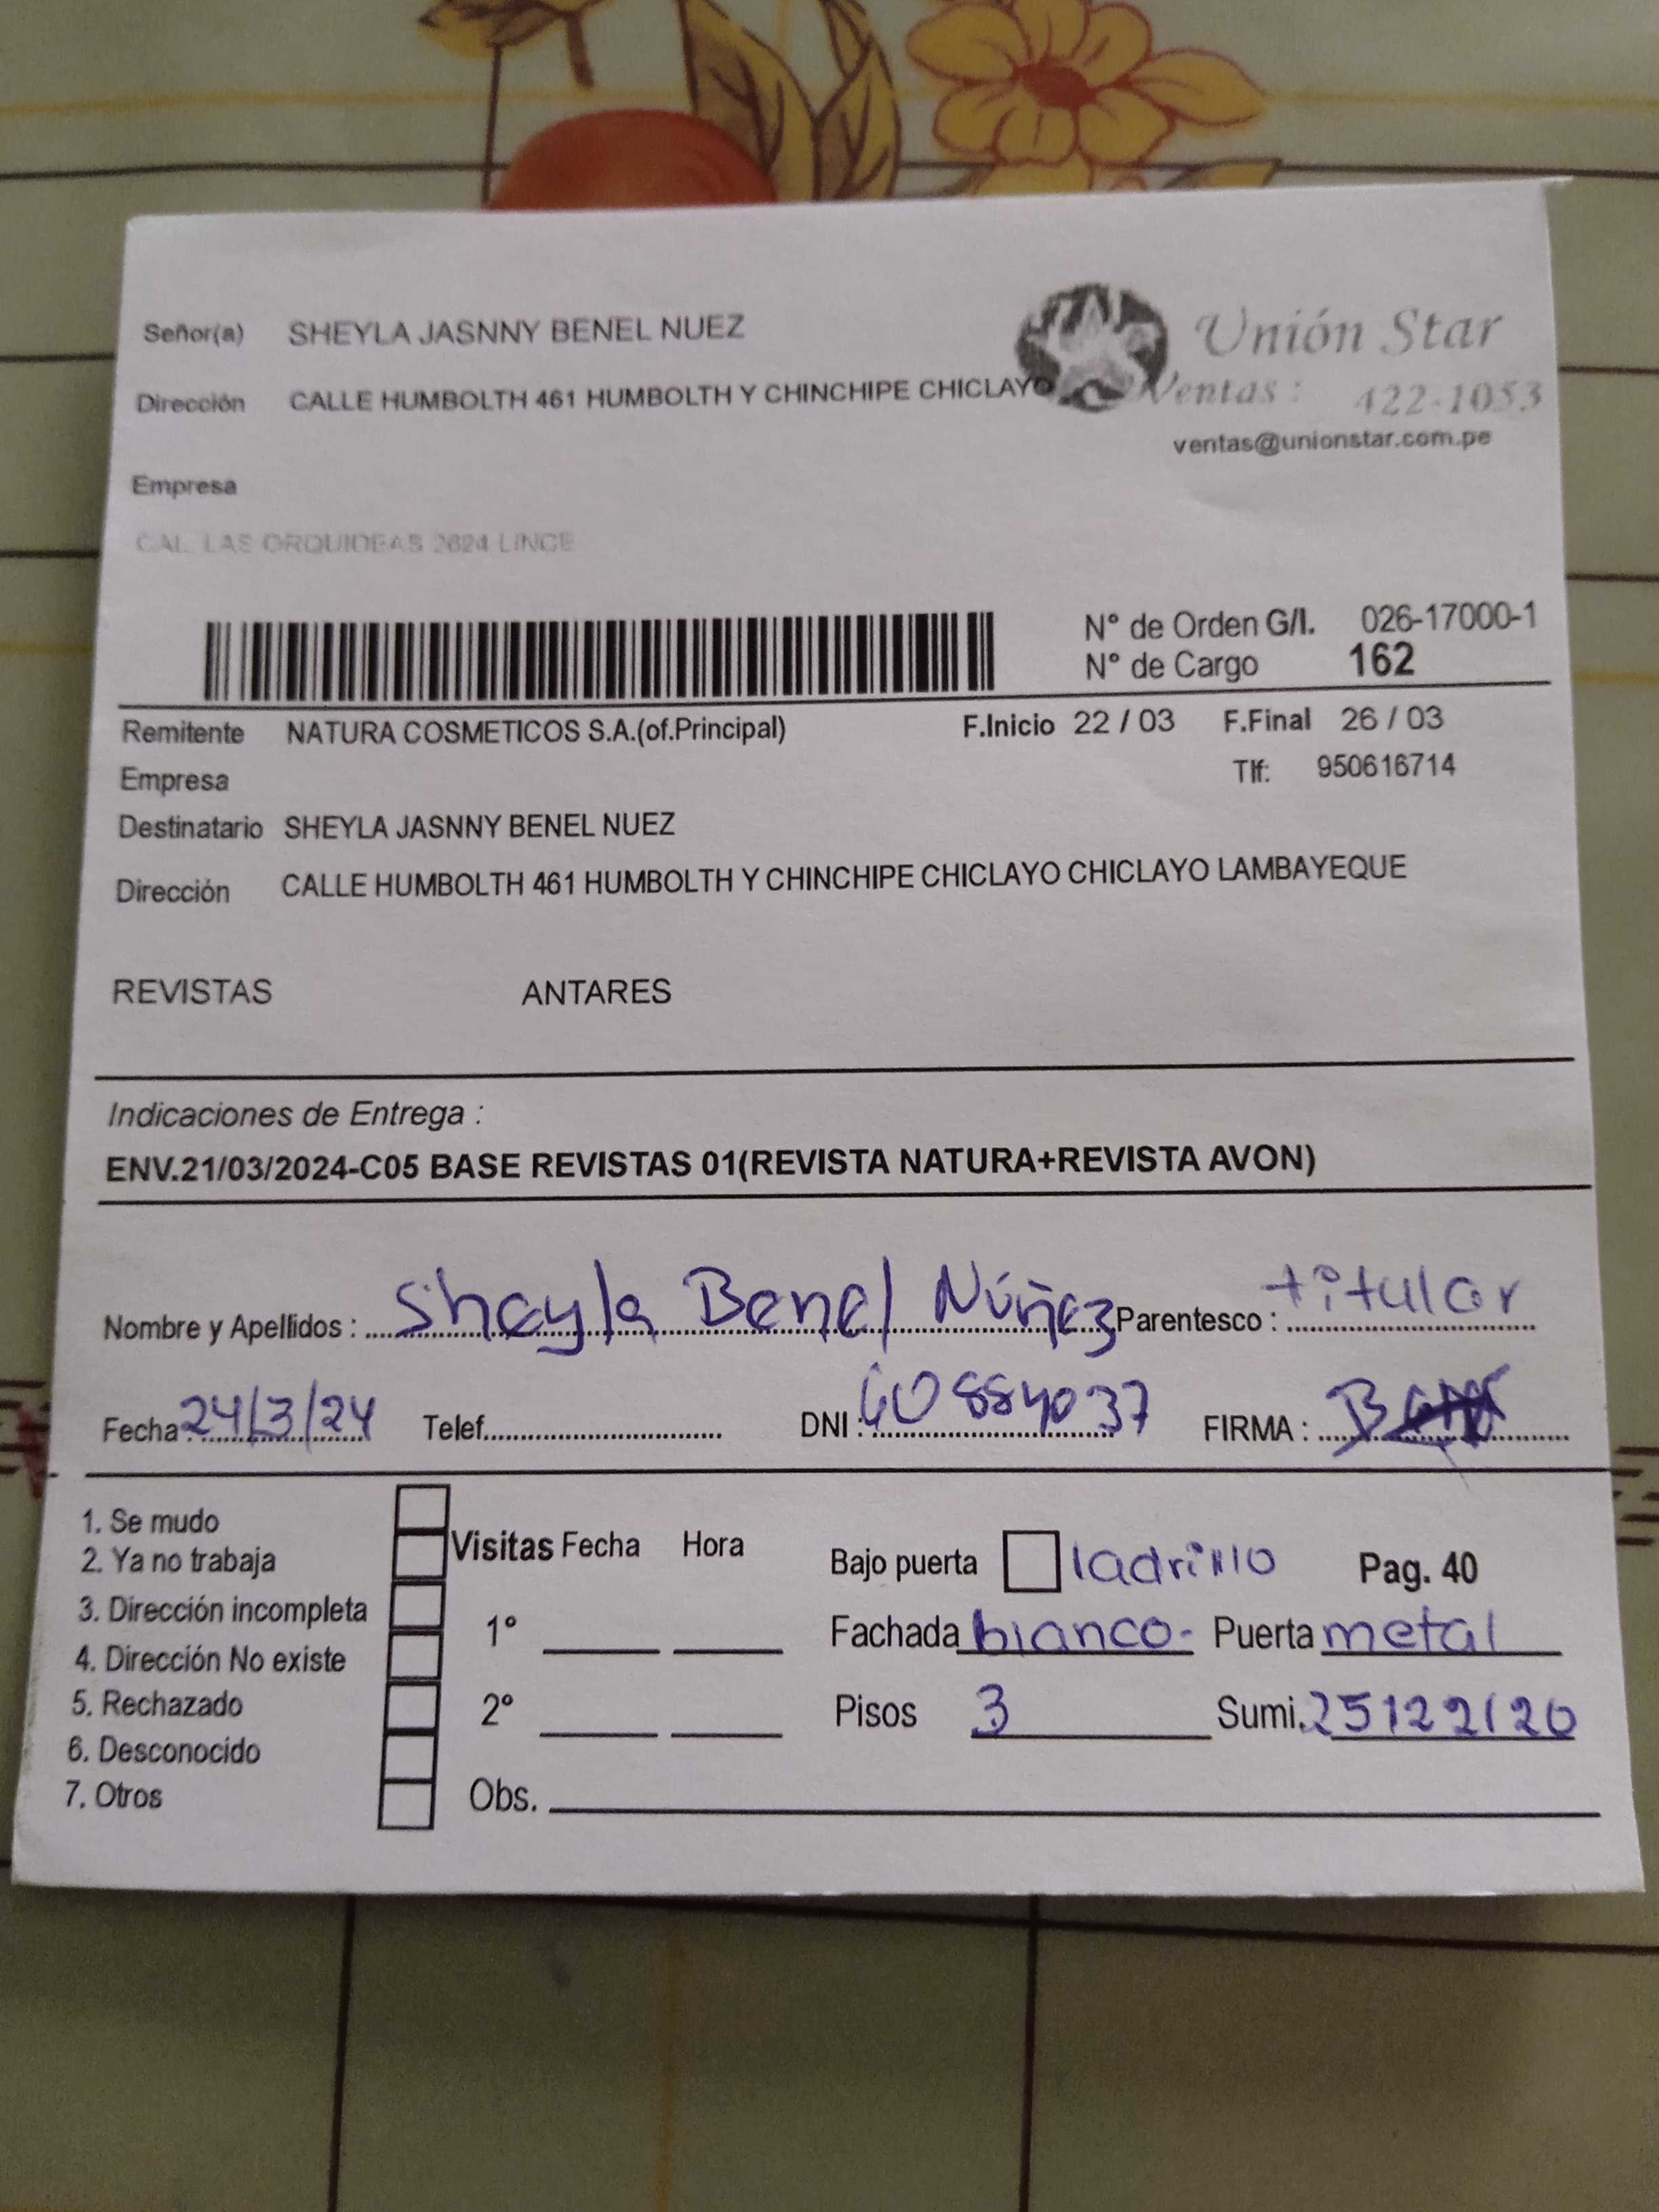 Señor(a) SHEYLA JASNNY BENEL NUEZ
Unión Star
Dirección CALLE HUMBOLTH 461 HUMBOLTH Y CHINCHIPE CHICLAYO
Ventas : 422-1053
ventas@unionstar.com.pe
Empresa
CAL. LAS ORQUIDEAS 2624 LINCE
N° de Orden G/I. 026-17000-1
N° de Cargo 162
Remitente NATURA COSMETICOS S.A.(of.Principal) F.Inicio 22 / 03 F.Final 26 / 03
Empresa Tlf: 950616714
Destinatario SHEYLA JASNNY BENEL NUEZ
Dirección CALLE HUMBOLTH 461 HUMBOLTH Y CHINCHIPE CHICLAYO CHICLAYO LAMBAYEQUE
REVISTAS ANTARES
Indicaciones de Entrega :
ENV.21/03/2024-C05 BASE REVISTAS 01(REVISTA NATURA+REVISTA AVON)
Nombre y Apellidos : Sheyla Benel Núñez Parentesco : titular
Fecha : 24/3/24 Telef. DNI : 60884037 FIRMA :
1. Se mudo
2. Ya no trabaja
3. Dirección incompleta
4. Dirección No existe
5. Rechazado
6. Desconocido
7. Otros
Visitas Fecha Hora
1°
2°
Obs.
Bajo puerta ladrillo Pag. 40
Fachada blanco- Puerta metal
Pisos 3 Sumi. 25122120